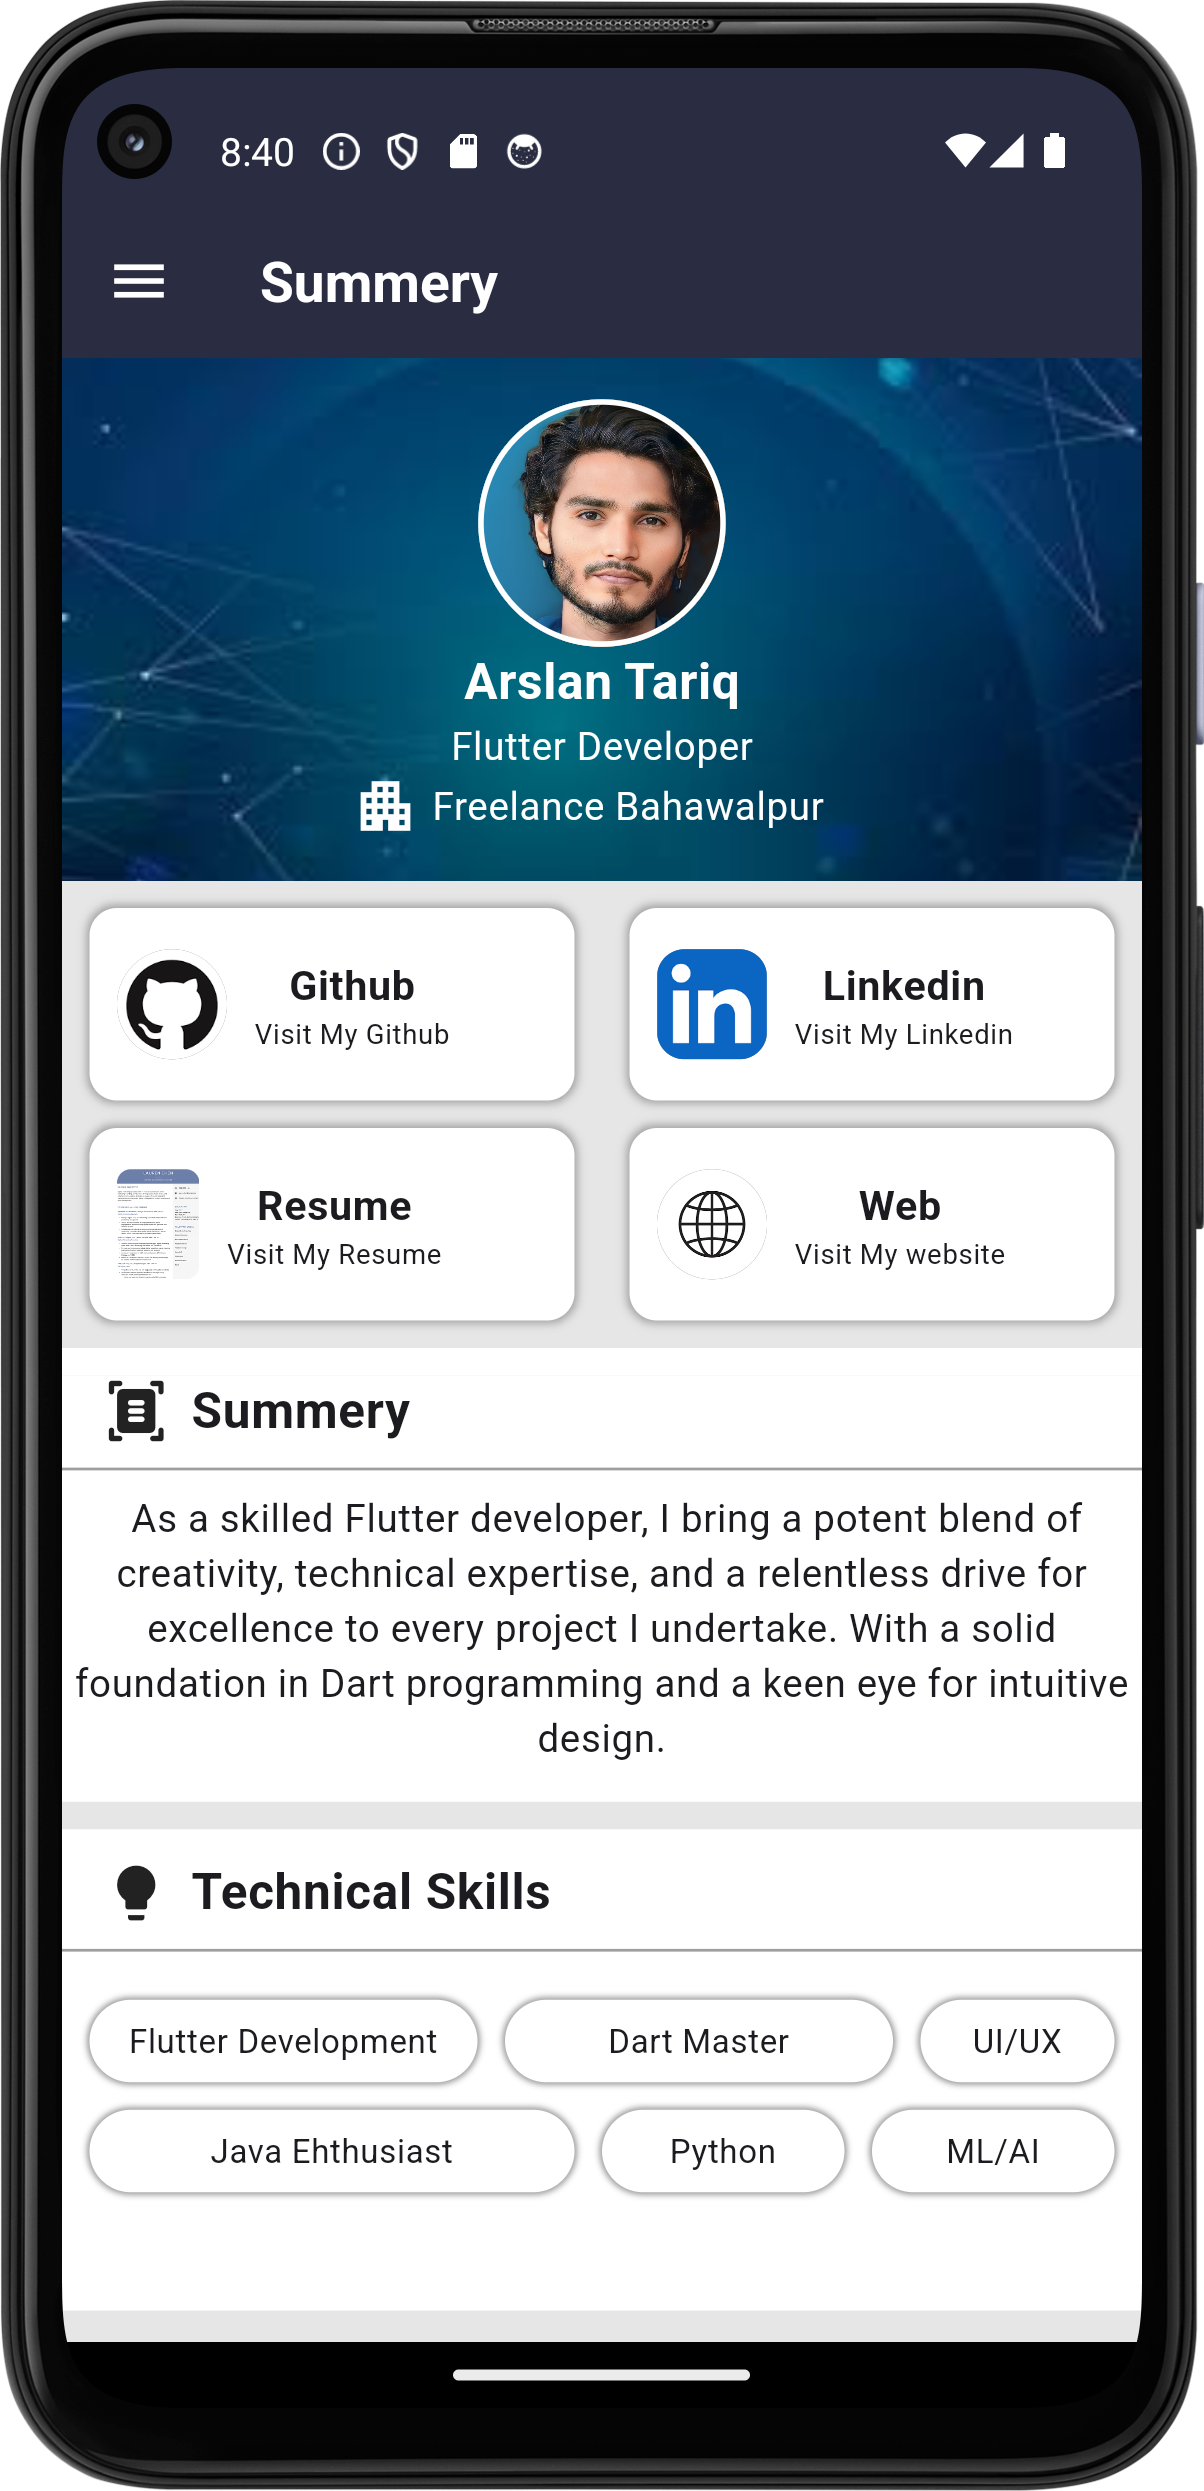 8:40
Summery
Arslan Tariq
Flutter Developer
Freelance Bahawalpur
Github
Visit My Github
in
Linkedin
Visit My Linkedin
Resume
Visit My Resume
Web
Visit My website
Summery
As a skilled Flutter developer, I bring a potent blend of
creativity, technical expertise, and a relentless drive for
excellence to every project I undertake. With a solid
foundation in Dart programming and a keen eye for intuitive
design.
Technical Skills
Flutter Development
Dart Master
UI/UX
Java Ehthusiast
Python
ML/AI